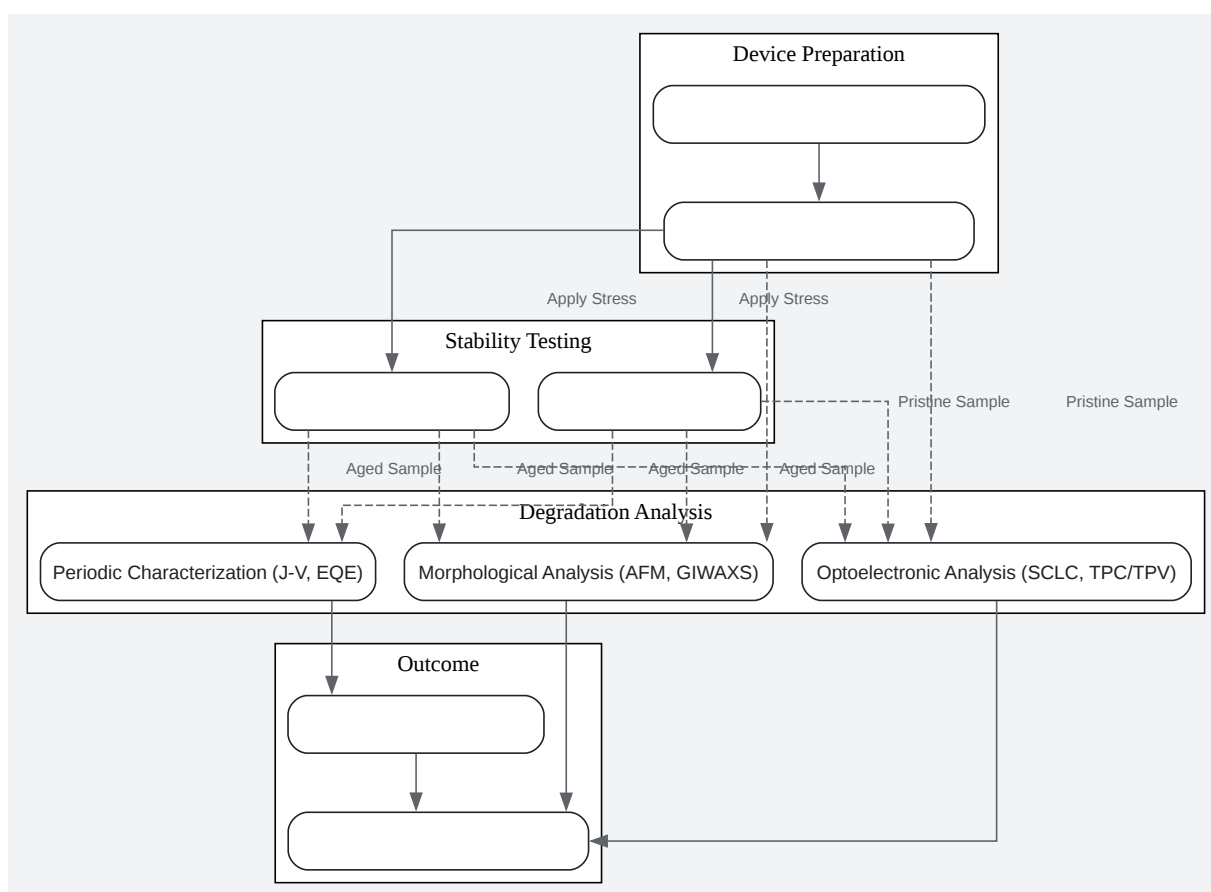 Device Preparation
Apply Stress
Apply Stress
Stability Testing
Pristine Sample
Pristine Sample
Aged Sample
Aged Sample
Aged Sample
Aged Sample
Degradation Analysis
Periodic Characterization (J-V, EQE)
Morphological Analysis (AFM, GIWAXS)
Optoelectronic Analysis (SCLC, TPC/TPV)
Outcome